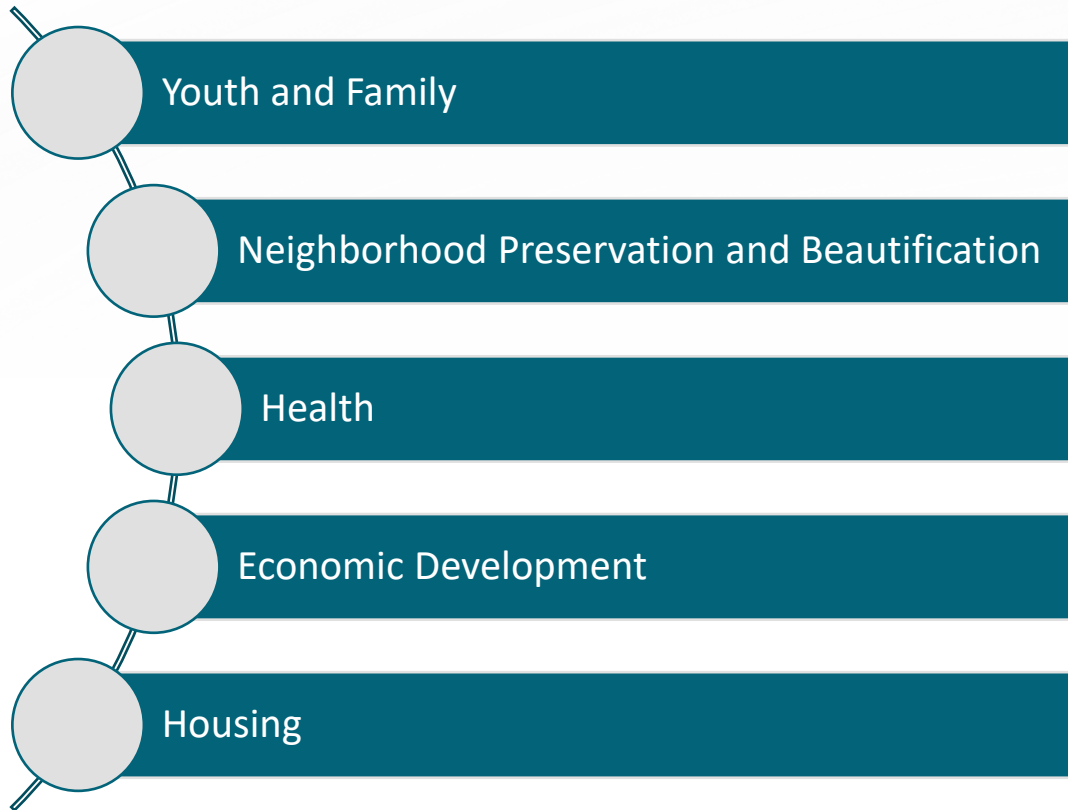 Youth and Family
Neighborhood Preservation and Beautification
Health
Economic Development
Housing